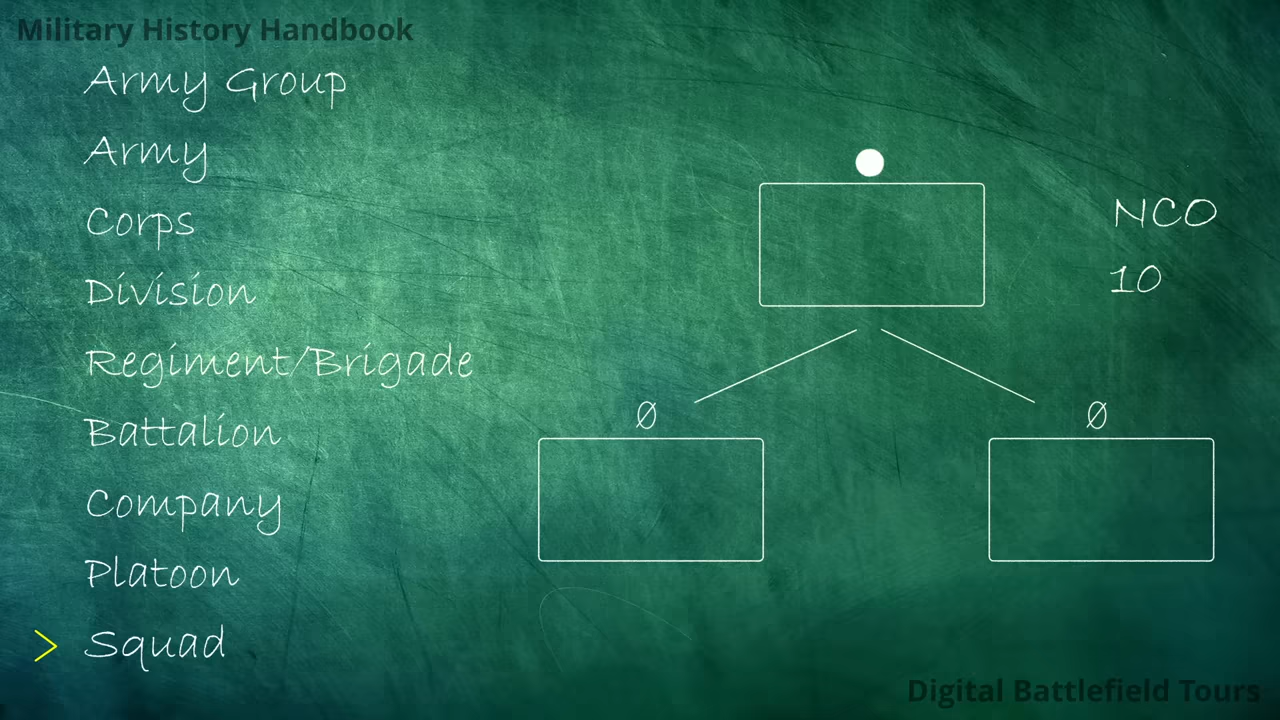 Military History Handbook
Army Group
Army
Corps
Division
Regiment/Brigade
Battalion
Company
Platoon
> Squad
NCO
10
Ø
Ø
Digital Battlefield Tours